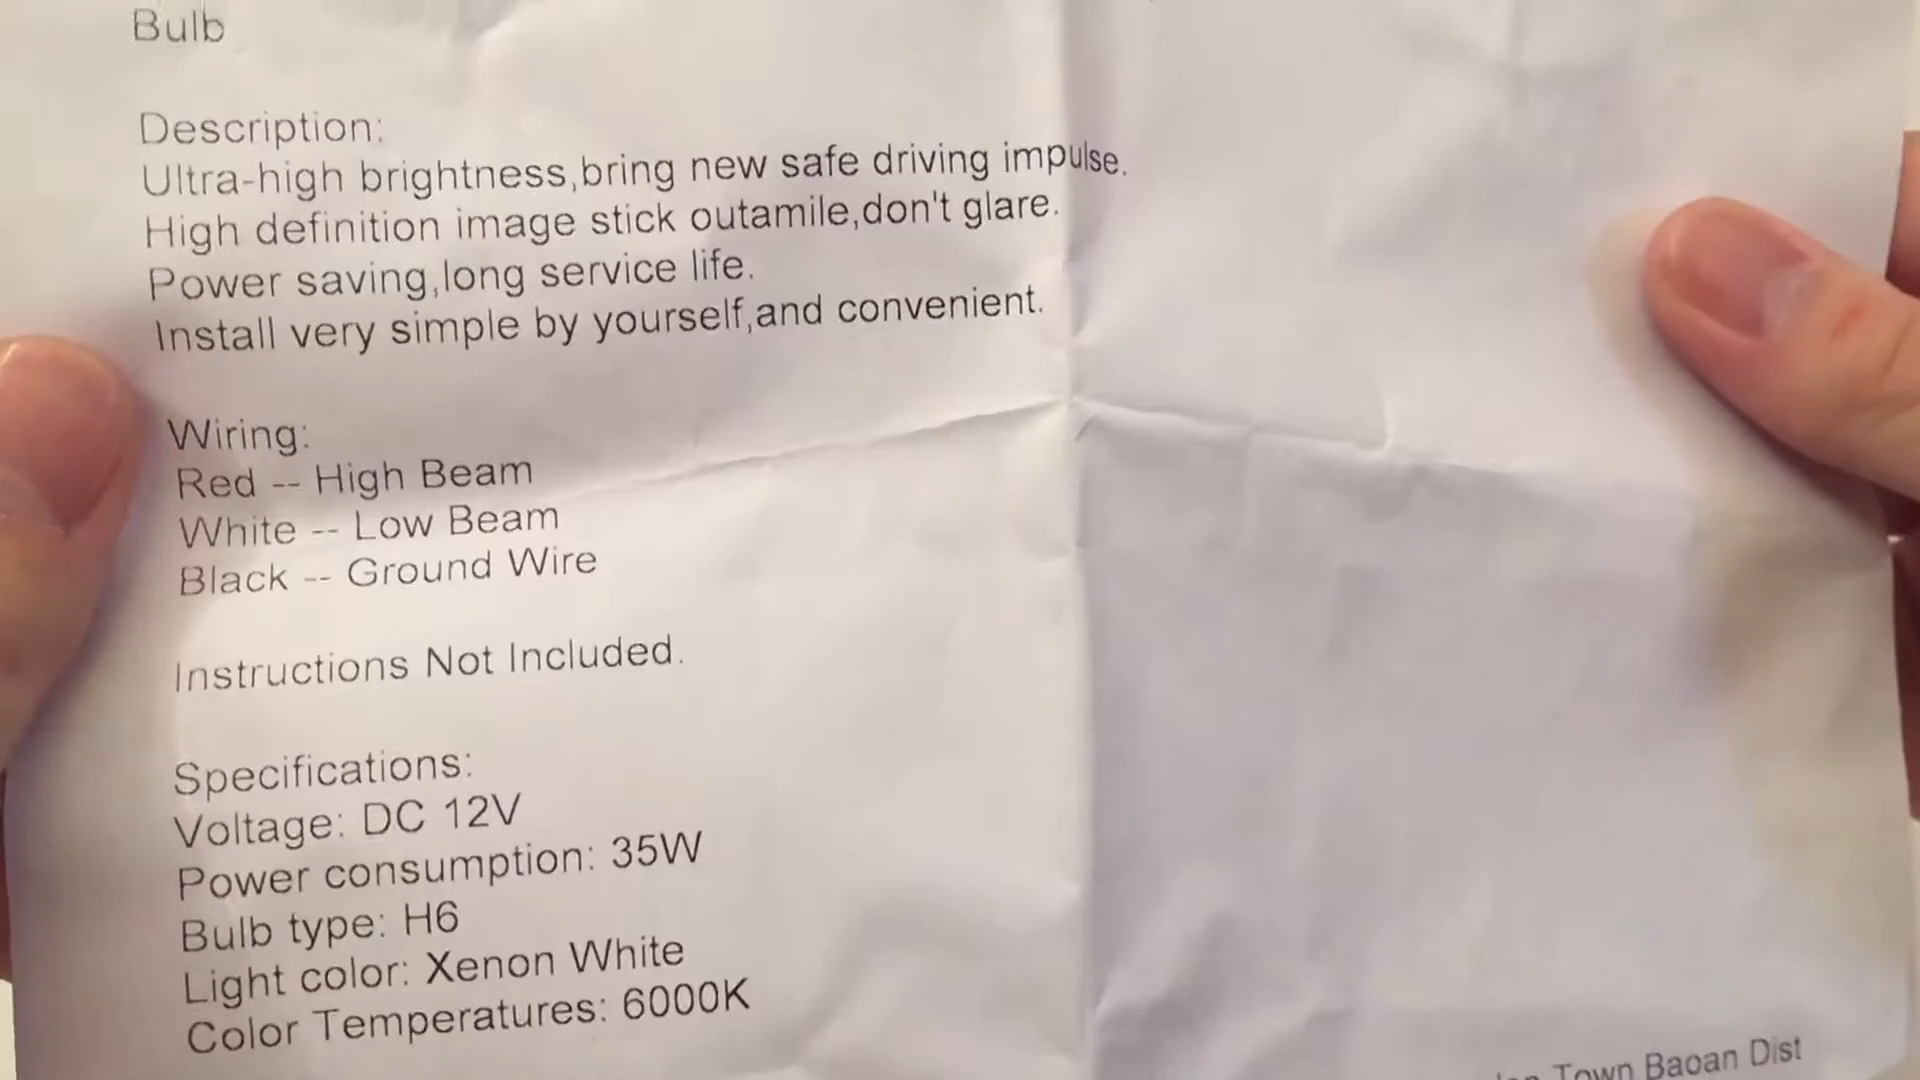 Bulb
Description:
Ultra-high brightness,bring new safe driving impulse.
High definition image stick outamile,don't glare.
Power saving,long service life.
Install very simple by yourself,and convenient.
Wiring:
Red -- High Beam
White -- Low Beam
Black -- Ground Wire
Instructions Not Included.
Specifications:
Voltage: DC 12V
Power consumption: 35W
Bulb type: H6
Light color: Xenon White
Color Temperatures: 6000K
Town Baoan Dist